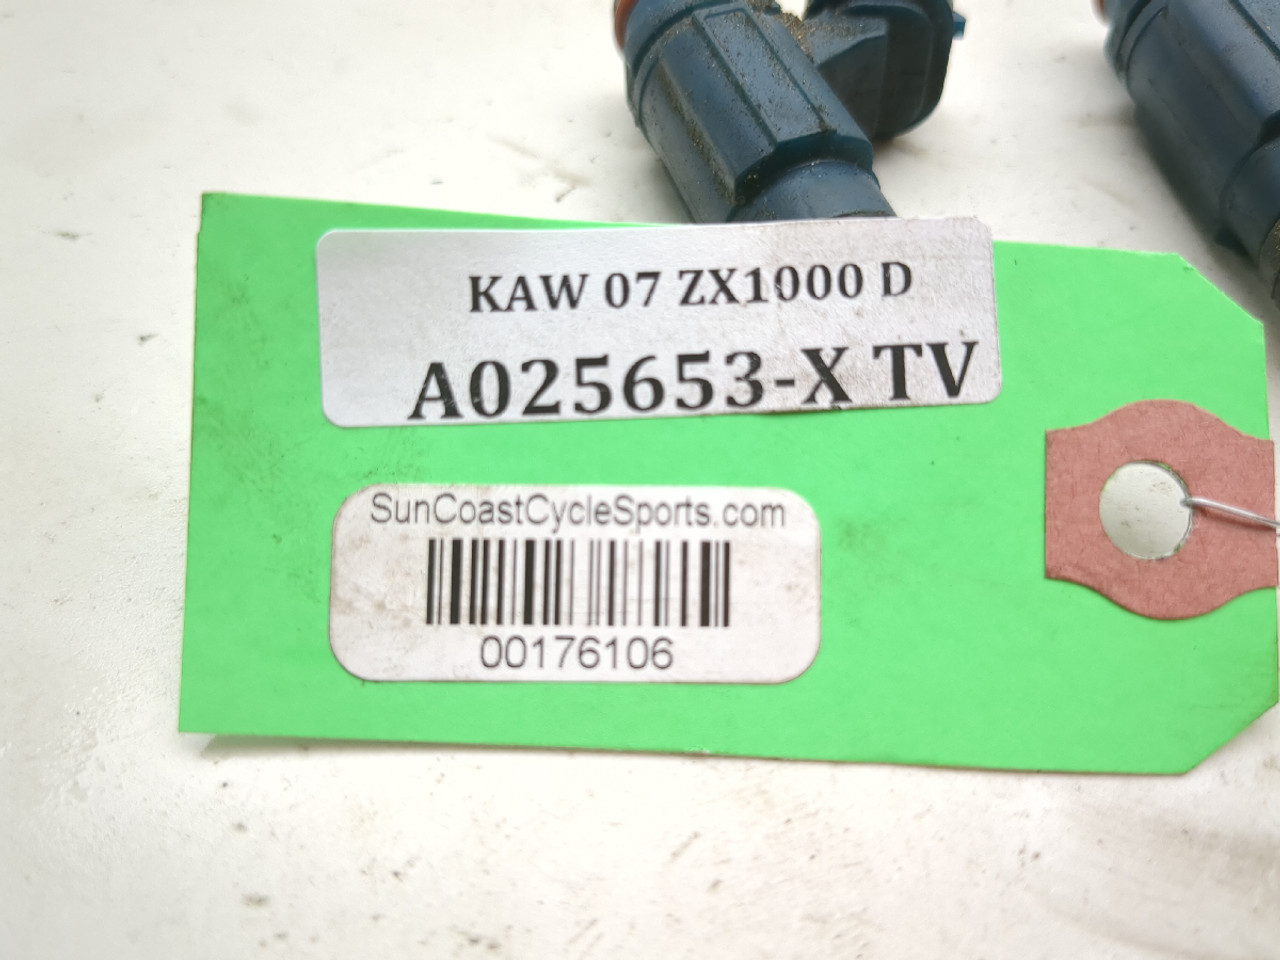 KAW 07 ZX1000 D
A025653-X TV
SunCoastCycleSports.com
00176106